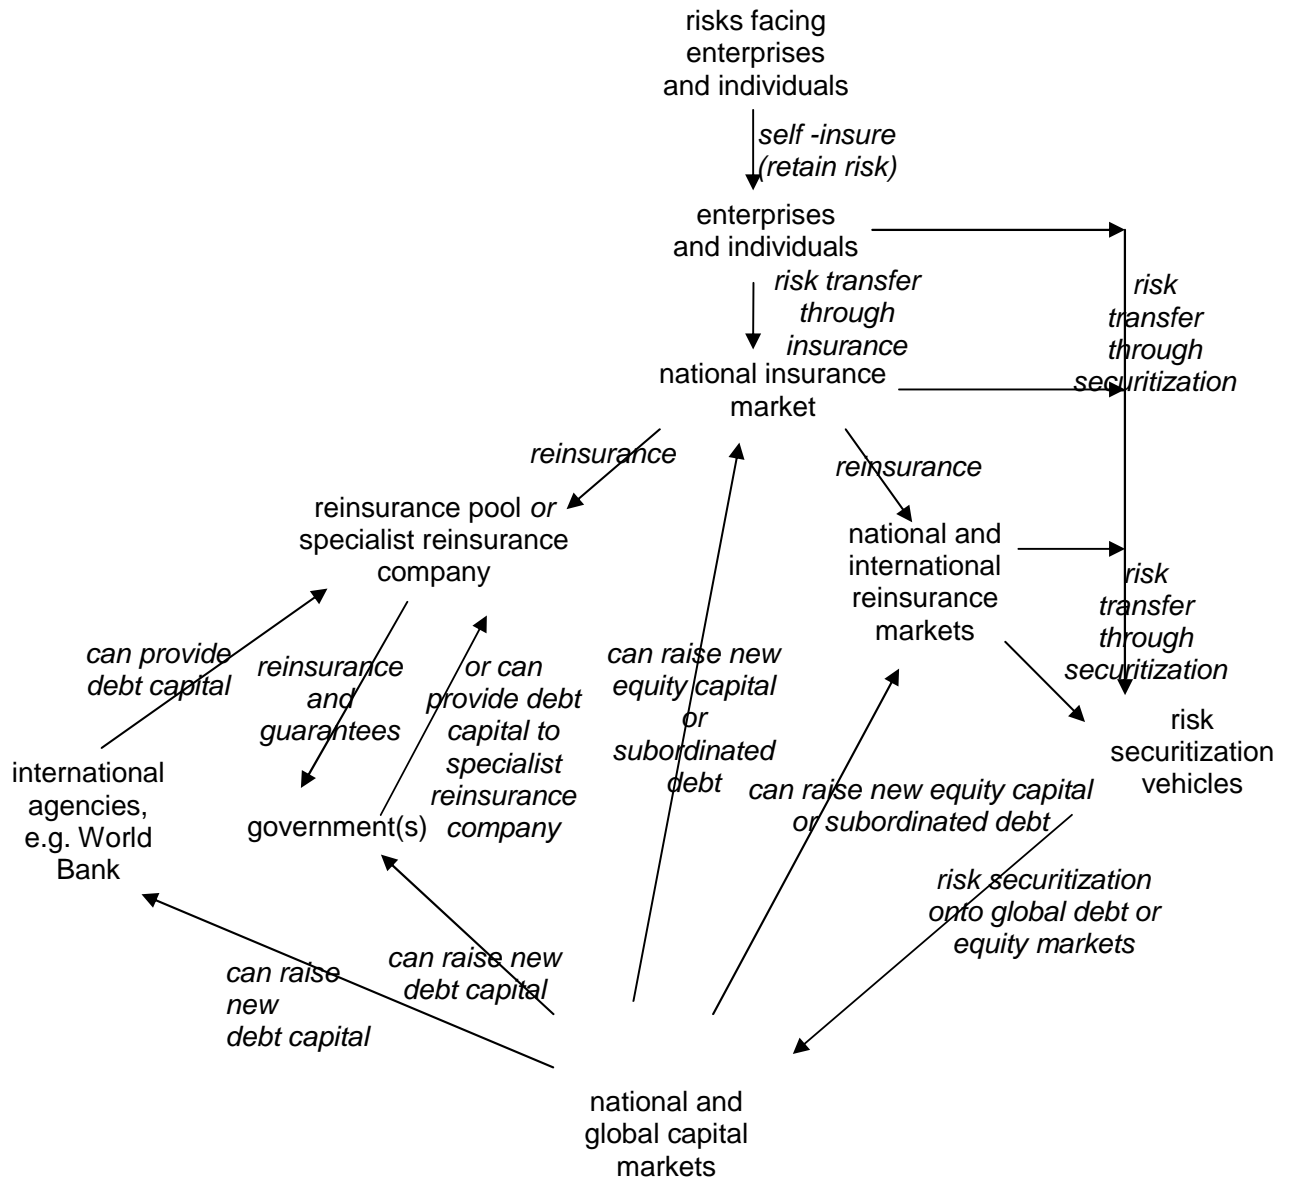 risks facing
enterprises
and individuals
self -insure
(retain risk)
enterprises
and individuals
risk transfer
through
insurance
risk
transfer
through
securitization
national insurance
market
reinsurance
reinsurance
reinsurance pool or
specialist reinsurance
company
national and
international
reinsurance
markets
risk
transfer
through
securitization
can provide
debt capital
reinsurance
and
guarantees
or can
provide debt
capital to
specialist
reinsurance
company
can raise new
equity capital
or
subordinated
debt
risk
securitization
vehicles
international
agencies,
e.g. World
Bank
government(s)
can raise new equity capital
or subordinated debt
risk securitization
onto global debt or
equity markets
can raise
new
debt capital
can raise new
debt capital
national and
global capital
markets